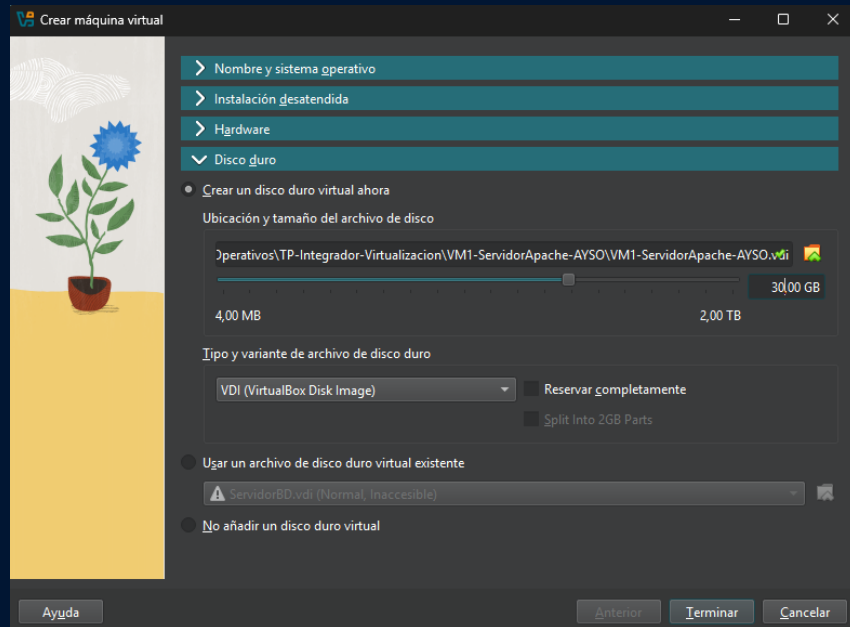 Crear máquina virtual
Nombre y sistema operativo
Instalación desatendida
Hardware
Disco duro
Crear un disco duro virtual ahora
Ubicación y tamaño del archivo de disco
Operativos\TP-Integrador-Virtualizacion\VM1-ServidorApache-AYSO\VM1-ServidorApache-AYSO.vdi
30,00 GB
4,00 MB 2,00 TB
Tipo y variante de archivo de disco duro
VDI (VirtualBox Disk Image) Reservar completamente
Split Into 2GB Parts
Usar un archivo de disco duro virtual existente
ServidorBD.vdi (Normal, Inaccesible)
No añadir un disco duro virtual
Ayuda Anterior Terminar Cancelar